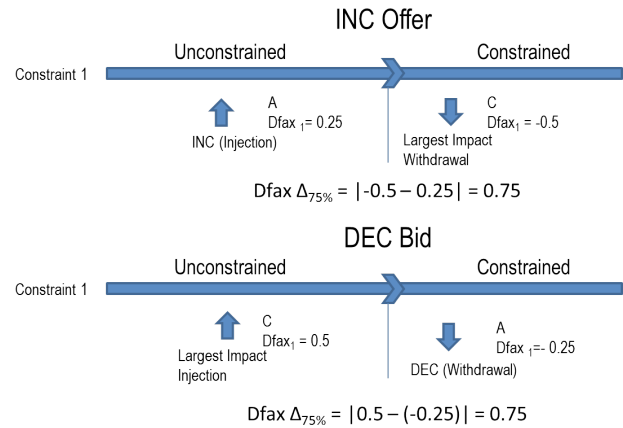 INC Offer
Unconstrained
Constrained
Constraint 1
A
Dfax 1= 0.25
INC (Injection)
C
Dfax1 = -0.5
Largest Impact
Withdrawal
Dfax Δ75% = |-0.5 – 0.25| = 0.75
DEC Bid
Unconstrained
Constrained
Constraint 1
C
Dfax1 = 0.5
Largest Impact
Injection
A
Dfax 1=- 0.25
DEC (Withdrawal)
Dfax Δ75% = |0.5 – (-0.25)| = 0.75